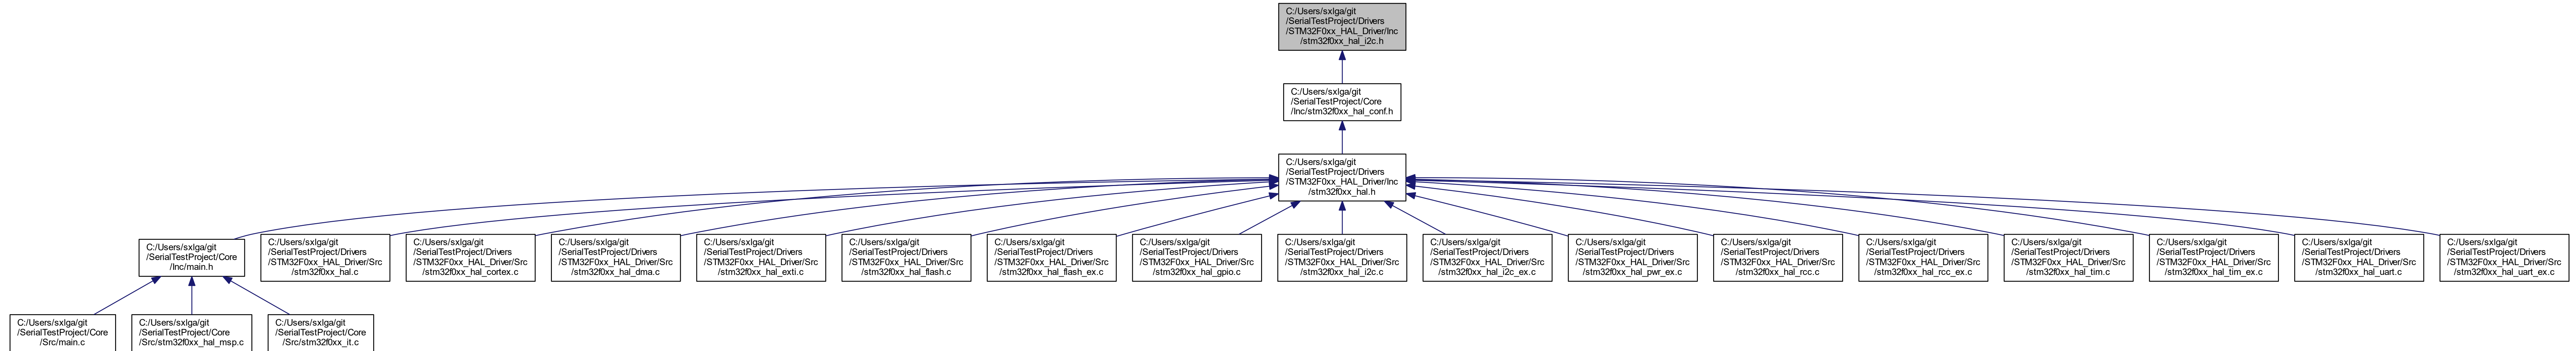 C:/Users/sxlga/git
/SerialTestProject/Drivers
/STM32F0xx_HAL_Driver/Inc
/stm32f0xx_hal_i2c.h
C:/Users/sxlga/git
/SerialTestProject/Core
/Inc/stm32f0xx_hal_conf.h
C:/Users/sxlga/git
/SerialTestProject/Drivers
/STM32F0xx_HAL_Driver/Inc
/stm32f0xx_hal.h
C:/Users/sxlga/git
/SerialTestProject/Core
/Inc/main.h
C:/Users/sxlga/git
/SerialTestProject/Drivers
/STM32F0xx_HAL_Driver/Src
/stm32f0xx_hal.c
C:/Users/sxlga/git
/SerialTestProject/Drivers
/STM32F0xx_HAL_Driver/Src
/stm32f0xx_hal_cortex.c
C:/Users/sxlga/git
/SerialTestProject/Drivers
/STM32F0xx_HAL_Driver/Src
/stm32f0xx_hal_dma.c
C:/Users/sxlga/git
/SerialTestProject/Drivers
/STM32F0xx_HAL_Driver/Src
/stm32f0xx_hal_exti.c
C:/Users/sxlga/git
/SerialTestProject/Drivers
/STM32F0xx_HAL_Driver/Src
/stm32f0xx_hal_flash.c
C:/Users/sxlga/git
/SerialTestProject/Drivers
/STM32F0xx_HAL_Driver/Src
/stm32f0xx_hal_flash_ex.c
C:/Users/sxlga/git
/SerialTestProject/Drivers
/STM32F0xx_HAL_Driver/Src
/stm32f0xx_hal_gpio.c
C:/Users/sxlga/git
/SerialTestProject/Drivers
/STM32F0xx_HAL_Driver/Src
/stm32f0xx_hal_i2c.c
C:/Users/sxlga/git
/SerialTestProject/Drivers
/STM32F0xx_HAL_Driver/Src
/stm32f0xx_hal_i2c_ex.c
C:/Users/sxlga/git
/SerialTestProject/Drivers
/STM32F0xx_HAL_Driver/Src
/stm32f0xx_hal_pwr_ex.c
C:/Users/sxlga/git
/SerialTestProject/Drivers
/STM32F0xx_HAL_Driver/Src
/stm32f0xx_hal_rcc.c
C:/Users/sxlga/git
/SerialTestProject/Drivers
/STM32F0xx_HAL_Driver/Src
/stm32f0xx_hal_rcc_ex.c
C:/Users/sxlga/git
/SerialTestProject/Drivers
/STM32F0xx_HAL_Driver/Src
/stm32f0xx_hal_tim.c
C:/Users/sxlga/git
/SerialTestProject/Drivers
/STM32F0xx_HAL_Driver/Src
/stm32f0xx_hal_tim_ex.c
C:/Users/sxlga/git
/SerialTestProject/Drivers
/STM32F0xx_HAL_Driver/Src
/stm32f0xx_hal_uart.c
C:/Users/sxlga/git
/SerialTestProject/Drivers
/STM32F0xx_HAL_Driver/Src
/stm32f0xx_hal_uart_ex.c
C:/Users/sxlga/git
/SerialTestProject/Core
/Src/main.c
C:/Users/sxlga/git
/SerialTestProject/Core
/Src/stm32f0xx_hal_msp.c
C:/Users/sxlga/git
/SerialTestProject/Core
/Src/stm32f0xx_it.c